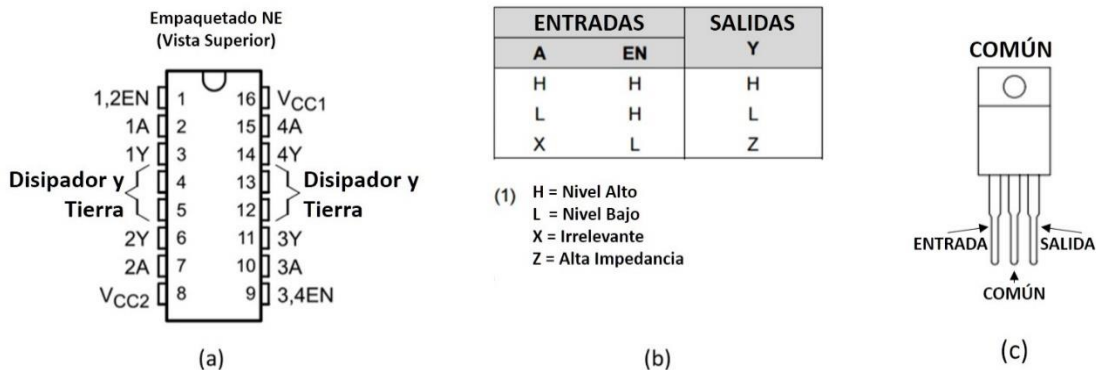 Empaquetado NE
(Vista Superior)
1,2EN 1 16 VCC1
1A 2 15 4A
1Y 3 14 4Y
Disipador y 4 13 Disipador y
Tierra 5 12 Tierra
2Y 6 11 3Y
2A 7 10 3A
VCC2 8 9 3,4EN
(a)
ENTRADAS SALIDAS
A EN Y
H H H
L H L
X L Z
(1) H = Nivel Alto
L = Nivel Bajo
X = Irrelevante
Z = Alta Impedancia
(b)
COMÚN
ENTRADA SALIDA
COMÚN
(c)